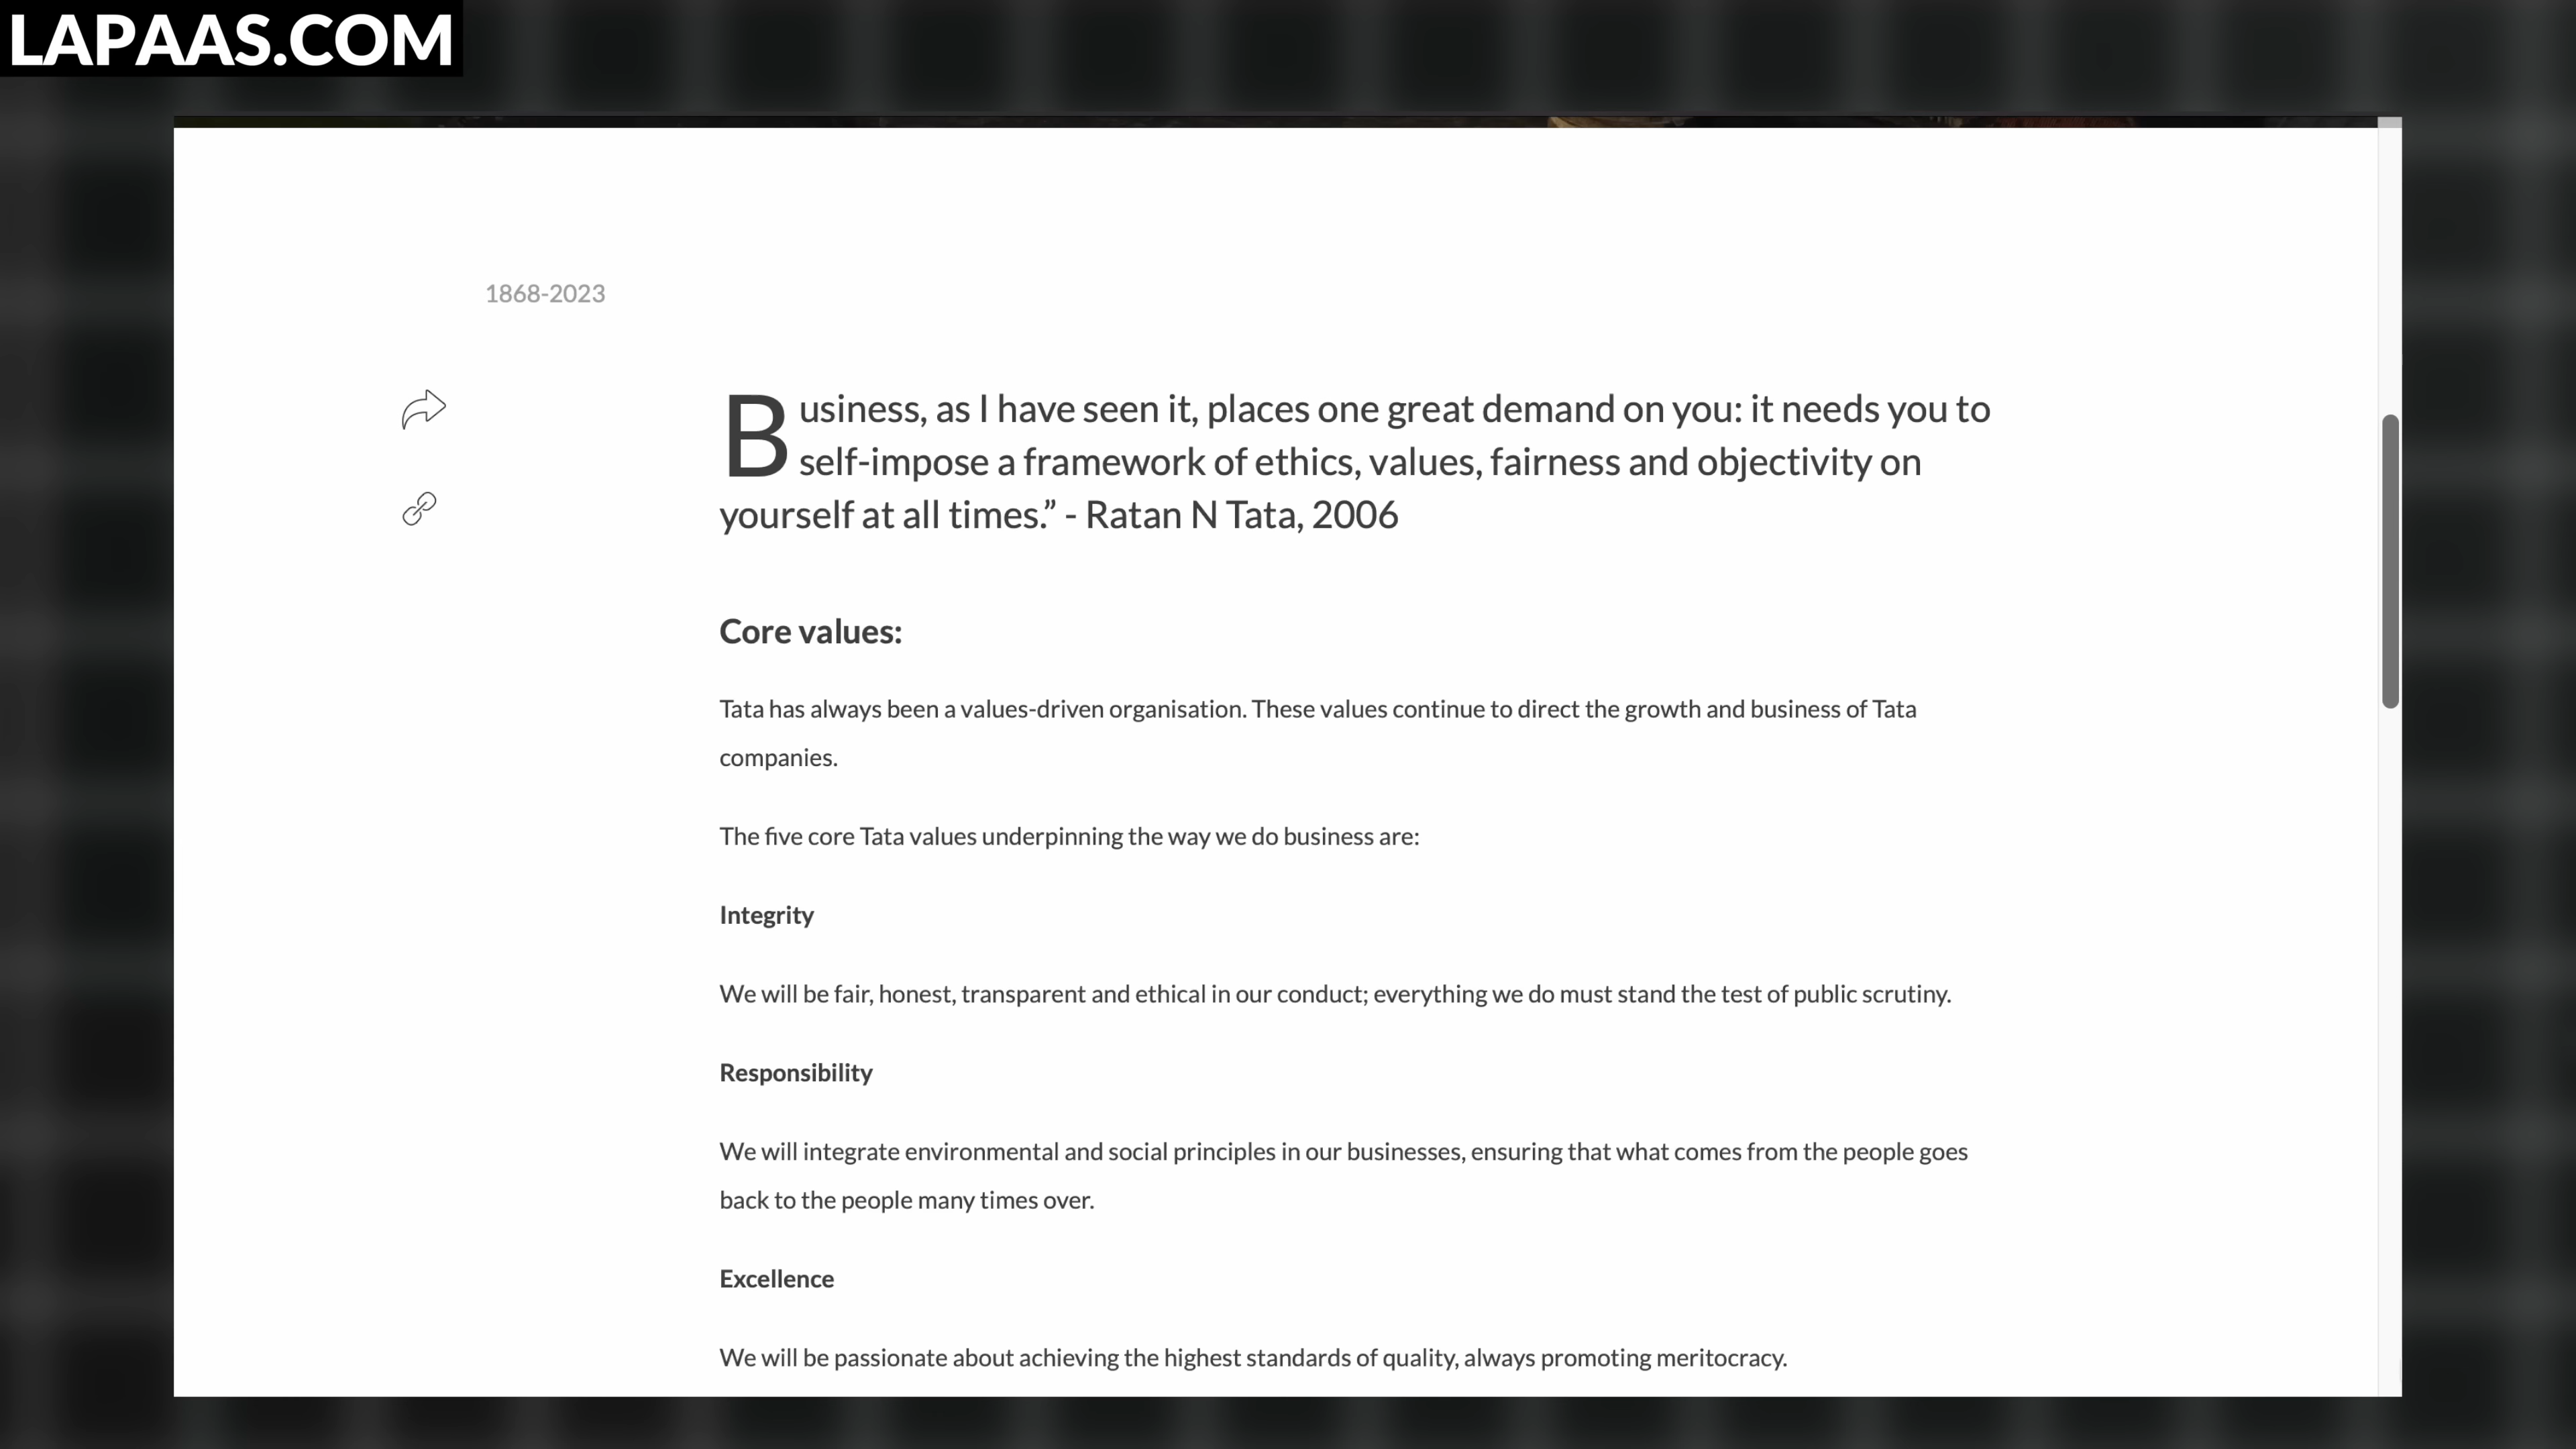 LAPAAS.COM
1868-2023
Business, as I have seen it, places one great demand on you: it needs you to
self-impose a framework of ethics, values, fairness and objectivity on
yourself at all times.” - Ratan N Tata, 2006
Core values:
Tata has always been a values-driven organisation. These values continue to direct the growth and business of Tata
companies.
The five core Tata values underpinning the way we do business are:
Integrity
We will be fair, honest, transparent and ethical in our conduct; everything we do must stand the test of public scrutiny.
Responsibility
We will integrate environmental and social principles in our businesses, ensuring that what comes from the people goes
back to the people many times over.
Excellence
We will be passionate about achieving the highest standards of quality, always promoting meritocracy.